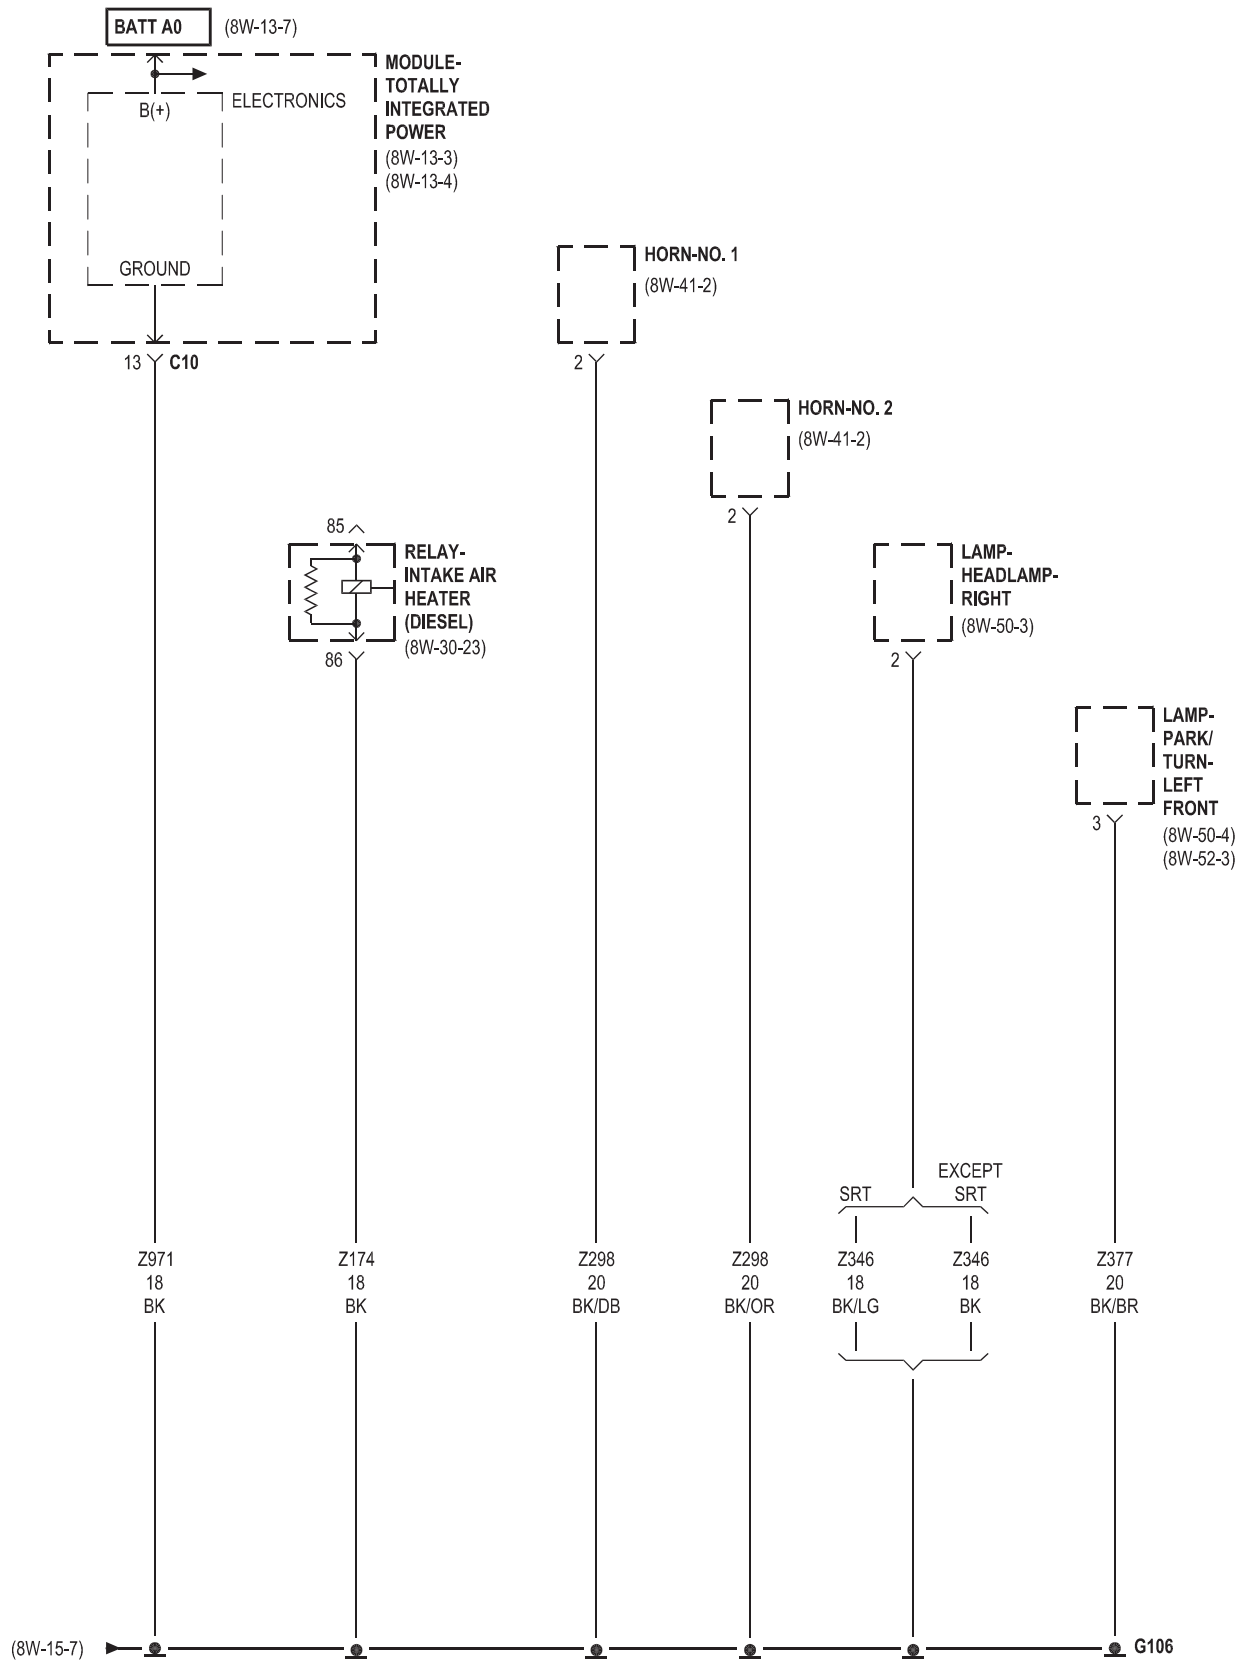 BATT A0 (8W-13-7)
MODULE-
TOTALLY
INTEGRATED
POWER
(8W-13-3)
(8W-13-4)
ELECTRONICS
B(+)
GROUND
13 C10
HORN-NO. 1
(8W-41-2)
2
HORN-NO. 2
(8W-41-2)
2
85
RELAY-
INTAKE AIR
HEATER
(DIESEL)
(8W-30-23)
86
LAMP-
HEADLAMP-
RIGHT
(8W-50-3)
2
LAMP-
PARK/
TURN-
LEFT
FRONT
(8W-50-4)
(8W-52-3)
3
SRT
EXCEPT
SRT
Z971
18
BK
Z174
18
BK
Z298
20
BK/DB
Z298
20
BK/OR
Z346
18
BK/LG
Z346
18
BK
Z377
20
BK/BR
(8W-15-7)
G106